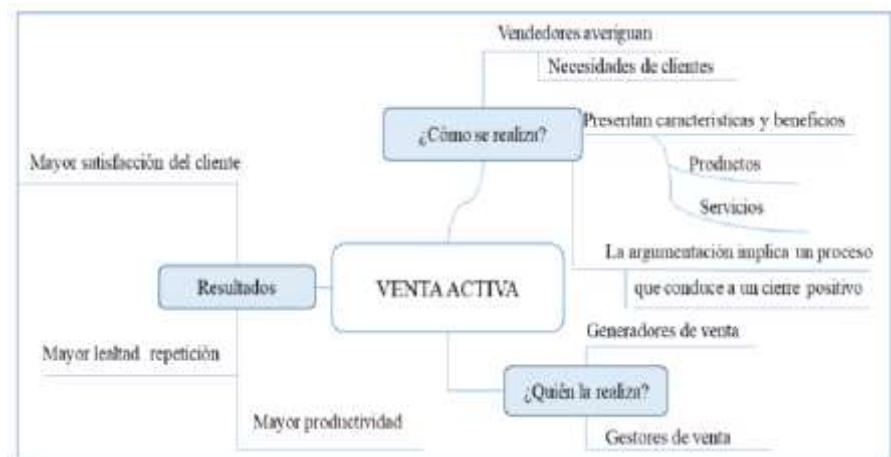 Vendedores averiguan
Necesidades de clientes
¿Cómo se realiza?
Presentan características y beneficios
Productos
Servicios
La argumentación implica un proceso
que conduce a un cierre positivo
Mayor satisfacción del cliente
Resultados
VENTA ACTIVA
Mayor lealtad repetición
Mayor productividad
Generadores de venta
¿Quién la realiza?
Gestores de venta